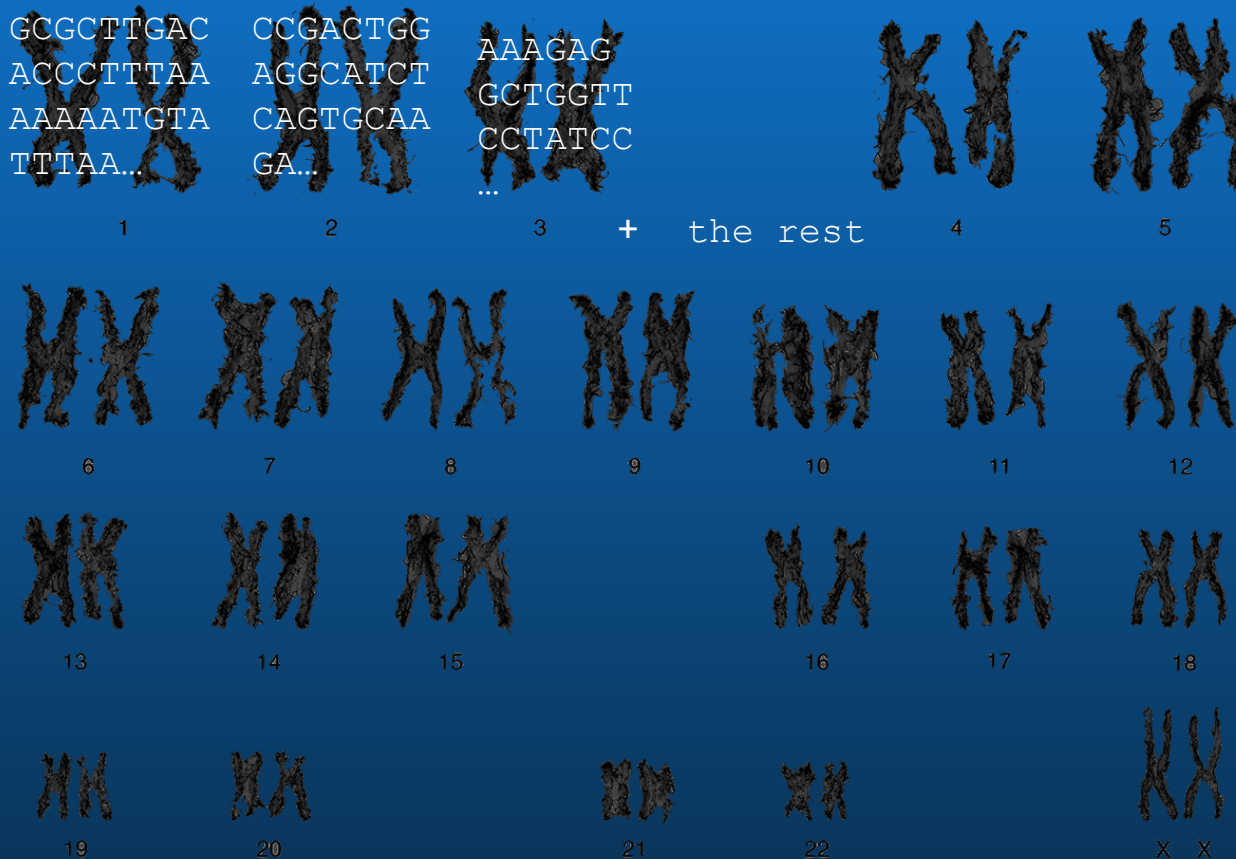 GCGCTTGAC
ACCCTTTAA
AAAAATGTA
TTTAA…
CCGACTGG
AGGCATCT
CAGTGCAA
GA…
AAAGAG
GCTGGTT
CCTATCC
…
1 2 3 + the rest 4 5
6 7 8 9 10 11 12
13 14 15 16 17 18
19 20 21 22 X X